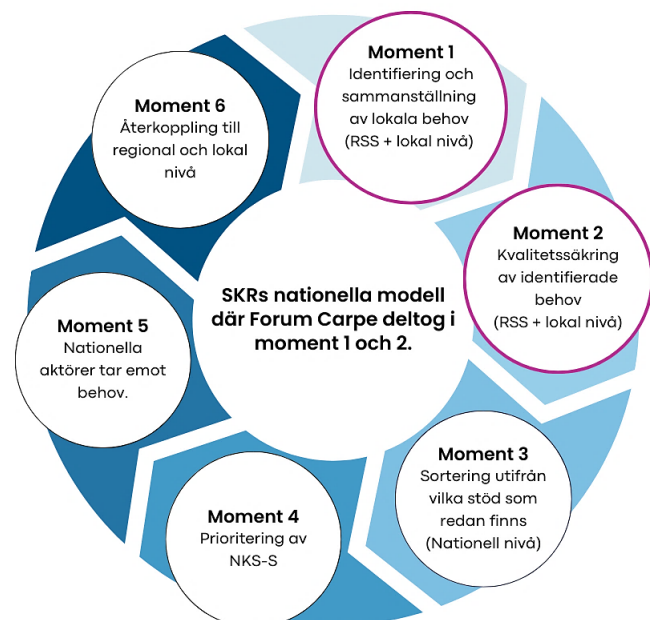 Moment 1
Identifiering och
sammanställning
av lokala behov
(RSS + lokal nivå)
Moment 2
Kvalitetssäkring
av identifierade
behov
(RSS + lokal nivå)
Moment 3
Sortering utifrån
vilka stöd som
redan finns
(Nationell nivå)
Moment 4
Prioritering av
NKS-S
Moment 5
Nationella
aktörer tar emot
behov.
Moment 6
Återkoppling till
regional och lokal
nivå
SKRs nationella modell
där Forum Carpe deltog i
moment 1 och 2.